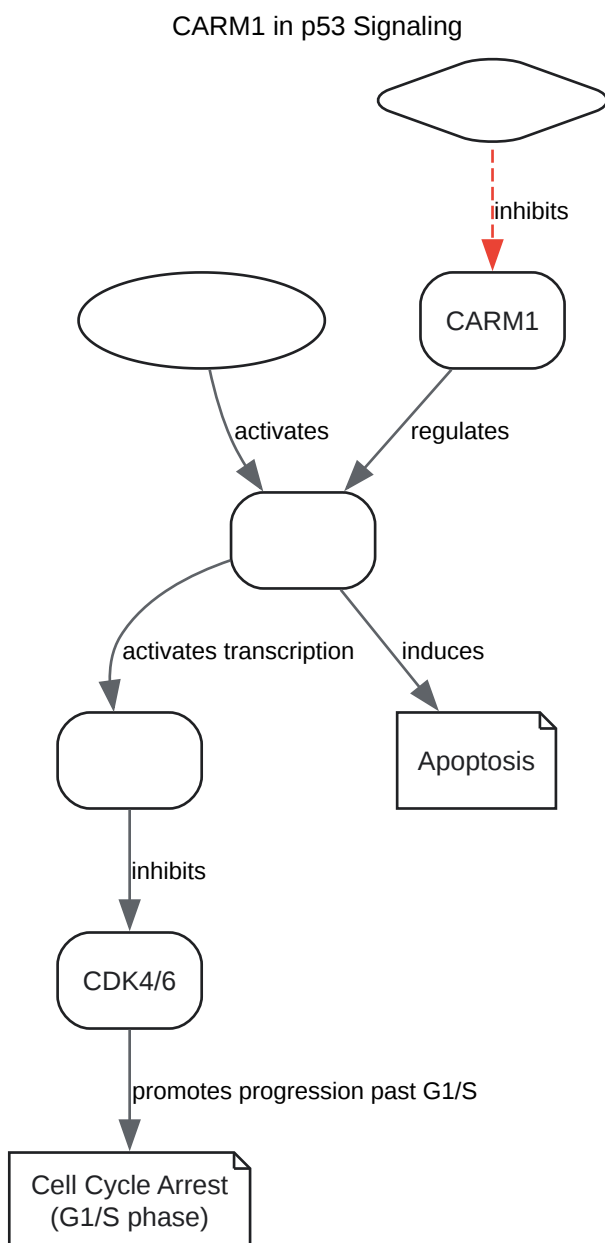 CARM1 in p53 Signaling
inhibits
CARM1
activates
regulates
activates transcription
induces
Apoptosis
inhibits
CDK4/6
promotes progression past G1/S
Cell Cycle Arrest
(G1/S phase)